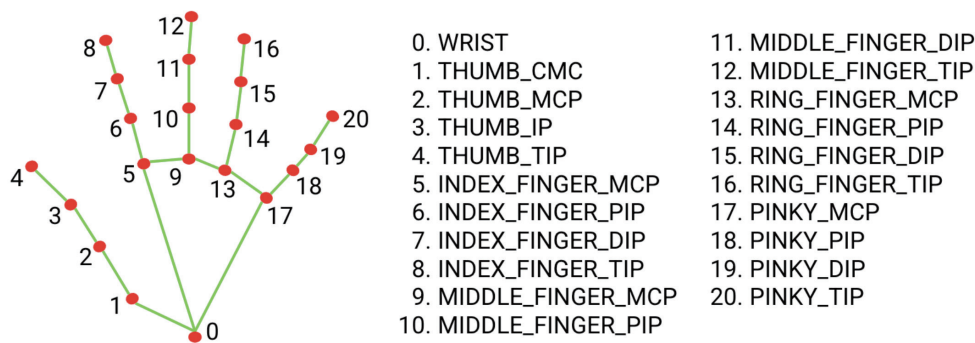 12
8
16
11
7
15
10
6
14
20
19
5
9
13
18
4
17
3
2
1
0
0. WRIST
1. THUMB_CMC
2. THUMB_MCP
3. THUMB_IP
4. THUMB_TIP
5. INDEX_FINGER_MCP
6. INDEX_FINGER_PIP
7. INDEX_FINGER_DIP
8. INDEX_FINGER_TIP
9. MIDDLE_FINGER_MCP
10. MIDDLE_FINGER_PIP
11. MIDDLE_FINGER_DIP
12. MIDDLE_FINGER_TIP
13. RING_FINGER_MCP
14. RING_FINGER_PIP
15. RING_FINGER_DIP
16. RING_FINGER_TIP
17. PINKY_MCP
18. PINKY_PIP
19. PINKY_DIP
20. PINKY_TIP